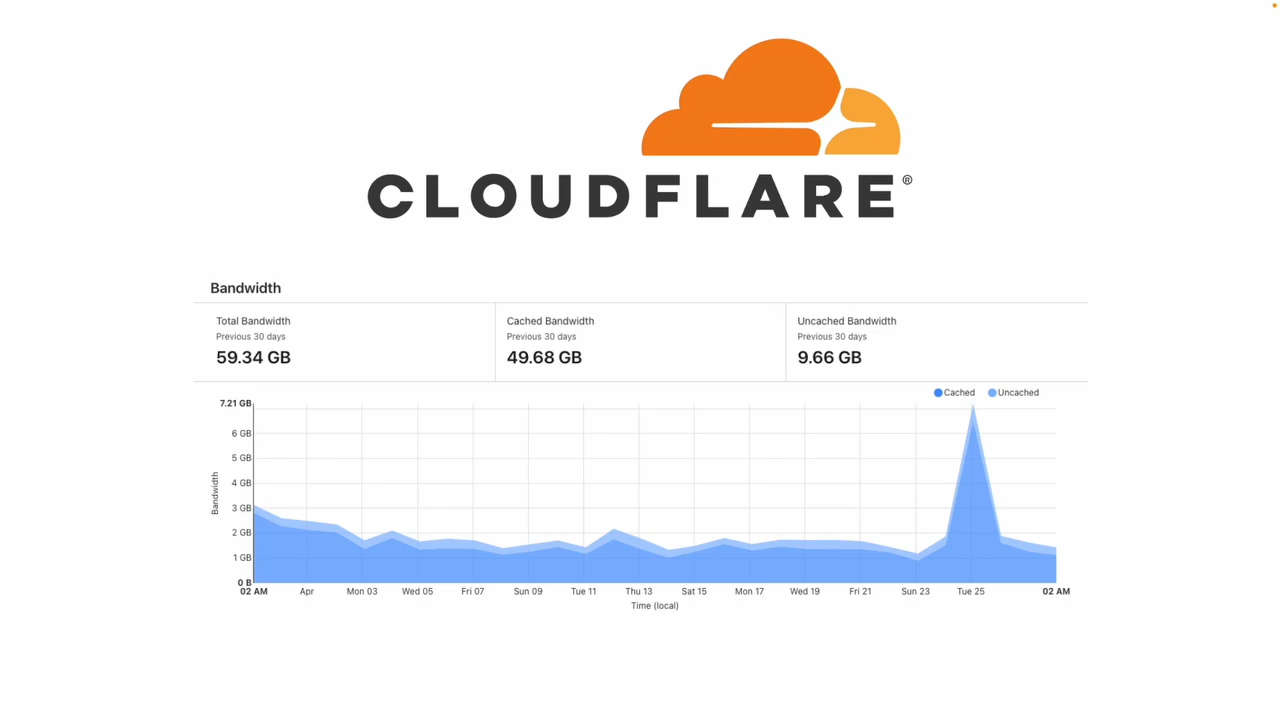 CLOUDFLARE®
Bandwidth
Total Bandwidth
Previous 30 days
59.34 GB
Cached Bandwidth
Previous 30 days
49.68 GB
Uncached Bandwidth
Previous 30 days
9.66 GB
Cached Uncached
7.21 GB
6 GB
5 GB
4 GB
3 GB
2 GB
1 GB
0 B
Bandwidth
02 AM Apr Mon 03 Wed 05 Fri 07 Sun 09 Tue 11 Thu 13 Sat 15 Mon 17 Wed 19 Fri 21 Sun 23 Tue 25 02 AM
Time (local)